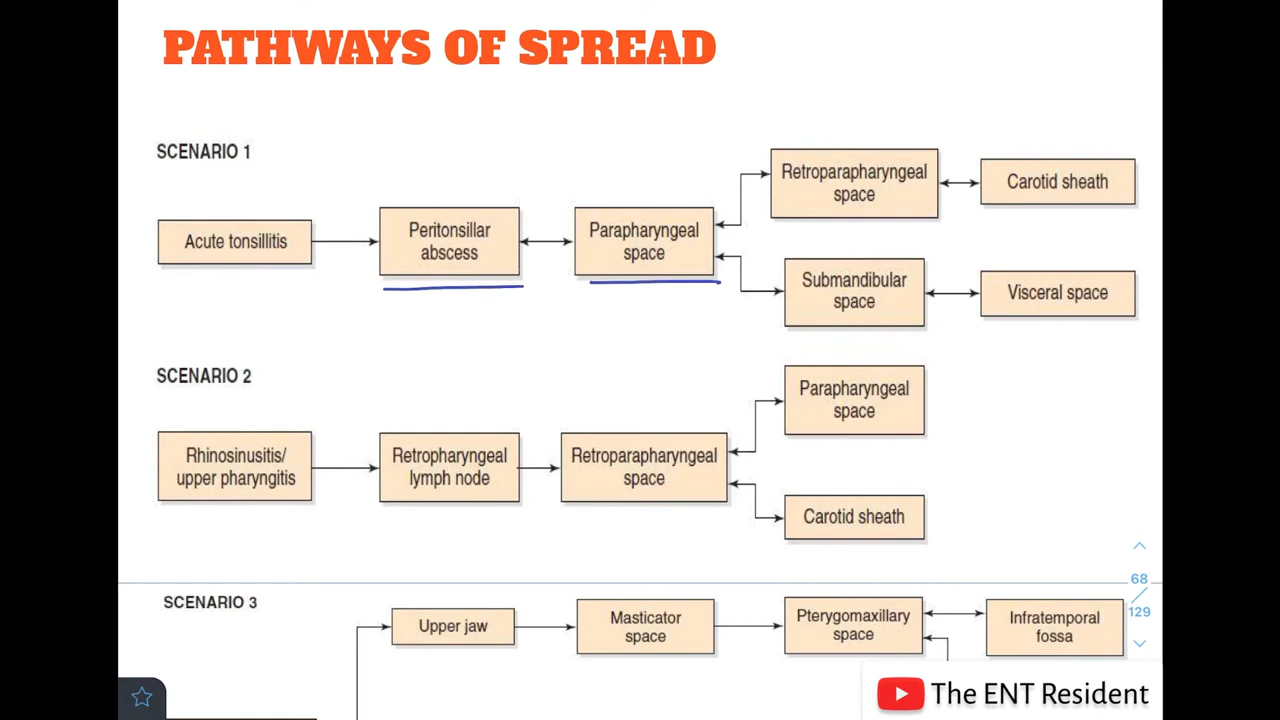 PATHWAYS OF SPREAD
SCENARIO 1
Acute tonsillitis
Peritonsillar
abscess
Parapharyngeal
space
Retroparapharyngeal
space
Carotid sheath
Submandibular
space
Visceral space
SCENARIO 2
Rhinosinusitis/
upper pharyngitis
Retropharyngeal
lymph node
Retroparapharyngeal
space
Parapharyngeal
space
Carotid sheath
SCENARIO 3
Upper jaw
Masticator
space
Pterygomaxillary
space
Infratemporal
fossa
68
129
The ENT Resident